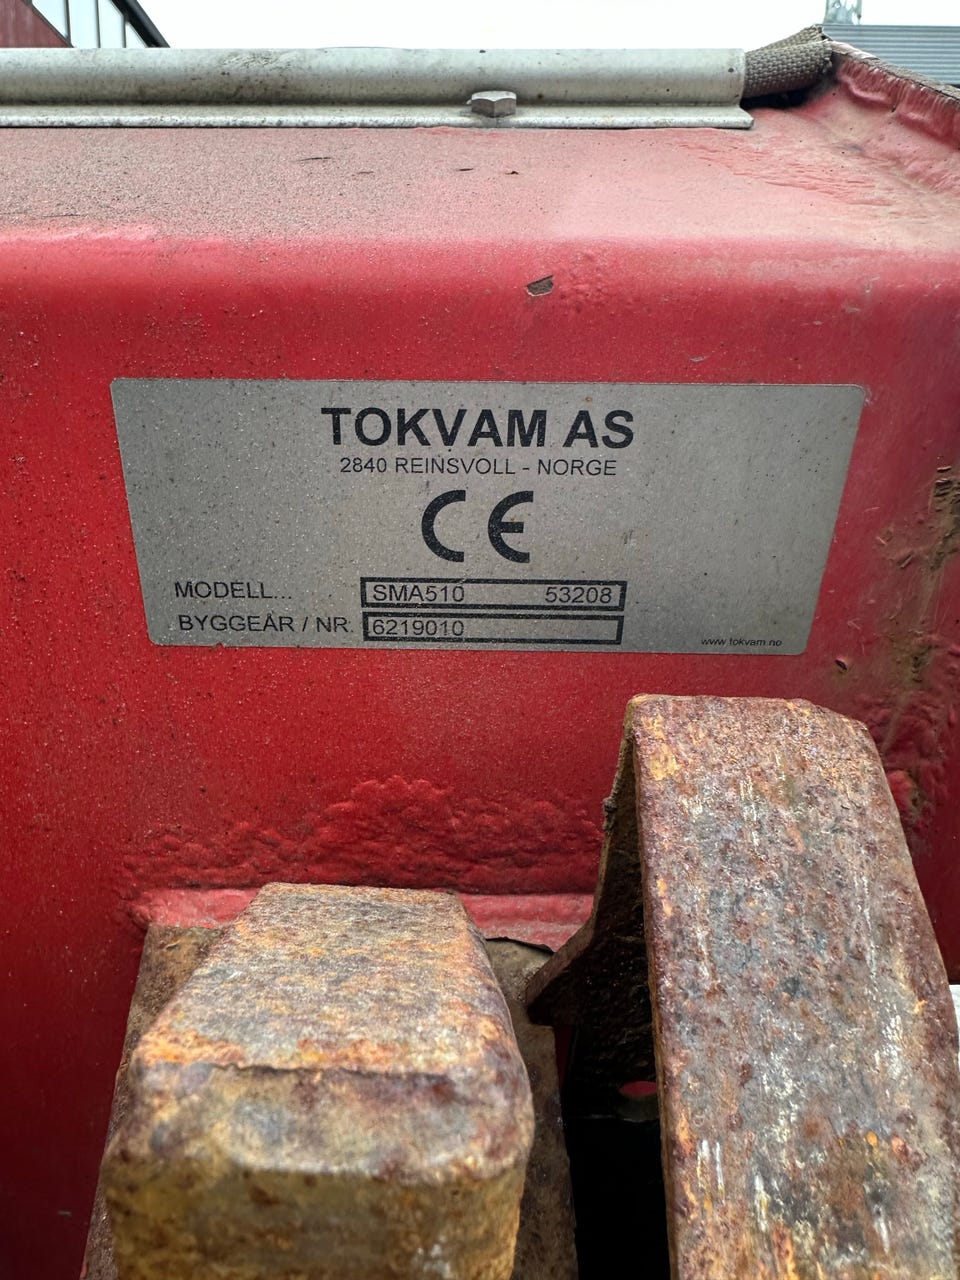 TOKVAM AS
2840 REINSVOLL - NORGE
CE
MODELL... SMA510 53208
BYGGEÅR / NR. 6219010
www.tokvam.no